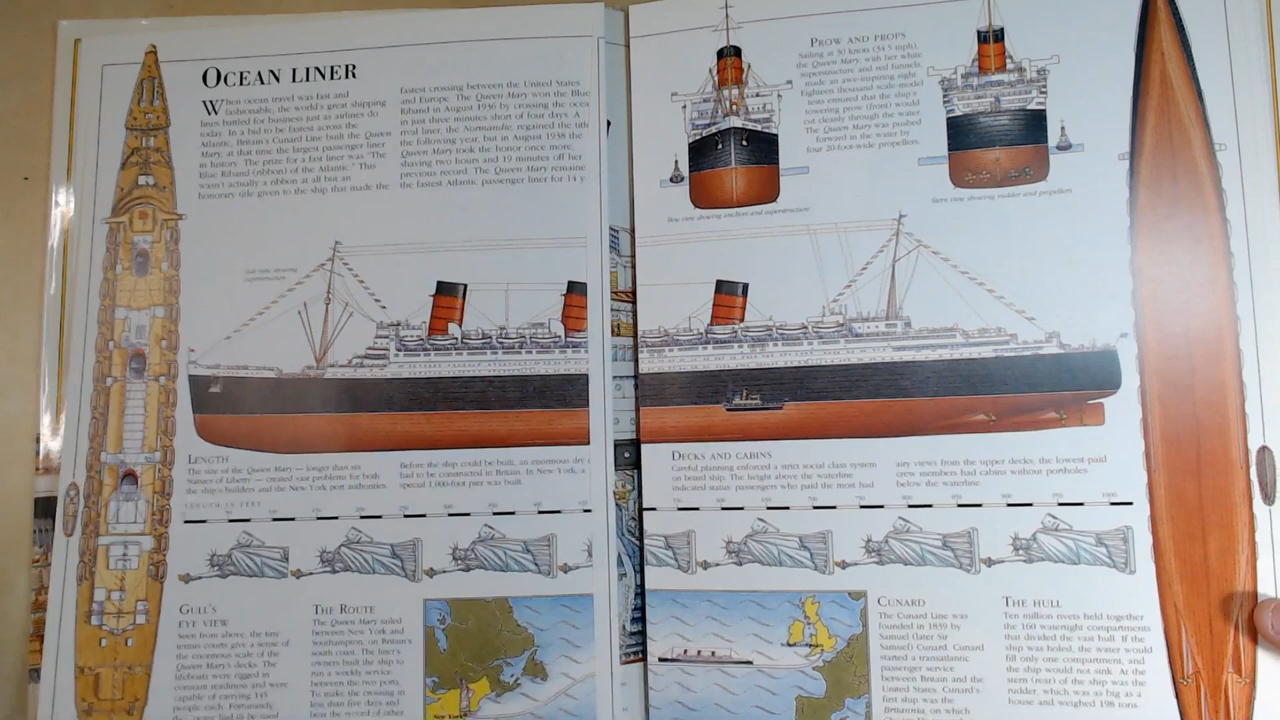 OCEAN LINER
When ocean travel was fast and
fashionable, the world's great shipping
lines battled for business just as airlines do
today. In a bid to be fastest across the
Atlantic, Britain's Cunard Line built the Queen
Mary, at that time the largest passenger liner
in history. The prize for a fast liner was "The
Blue Riband (ribbon) of the Atlantic." This
wasn't actually a ribbon at all but an
honorary title given to the ship that made the
fastest crossing between the United States
and Europe. The Queen Mary won the Blue
Riband in August 1936 by crossing the ocea
in just three minutes short of four days. A
rival liner, the Normandie, regained the titl
the following year, but in August 1938 the
Queen Mary took the honor once more,
shaving two hours and 19 minutes off her
previous record. The Queen Mary remaine
the fastest Atlantic passenger liner for 14 y
PROW AND PROPS
Sailing at 30 knots (34.5 mph),
the Queen Mary, with her white
superstructure and red funnels,
made an awe-inspiring sight.
Eighteen thousand scale-model
tests ensured that the ship's
towering prow (front) would
cut cleanly through the water.
The Queen Mary was pushed
forward in the water by
four 20-foot-wide propellers.
Bow view showing anchors and superstructure
Stern view showing rudder and propellers
view showing
superstructure
LENGTH
The size of the Queen Mary — longer than six
Statues of Liberty — created vast problems for both
the ship's builders and the New York port authorities.
Before the ship could be built, an enormous dry
had to be constructed in Britain. In New York, a
special 1,000-foot pier was built.
DECKS AND CABINS
Careful planning enforced a strict social class system
on board ship. The height above the waterline
indicated status: passengers who paid the most had
airy views from the upper decks; the lowest-paid
crew members had cabins without portholes
below the waterline.
LENGTH IN FEET
GULL'S
EYE VIEW
Seen from above, the tiny
tennis courts give a sense of
the enormous scale of the
Queen Mary's decks. The
lifeboats were rigged in
constant readiness and were
capable of carrying 145
people each. Fortunately,
they never had to be used
THE ROUTE
The Queen Mary sailed
between New York and
Southampton, on Britain's
south coast. The liner's
owners built the ship to
run a weekly service
between the two ports.
To make the crossing in
less than five days and
beat the record of other
New York
CUNARD
The Cunard Line was
founded in 1839 by
Samuel (later Sir
Samuel) Cunard. Cunard
started a transatlantic
passenger service
between Britain and the
United States. Cunard's
first ship was the
Britannia, on which
THE HULL
Ten million rivets held together
the 160 watertight compartments
that divided the vast hull. If the
ship was holed, the water would
fill only one compartment, and
the ship would not sink. At the
stern (rear) of the ship was the
rudder, which was as big as a
house and weighed 198 tons.